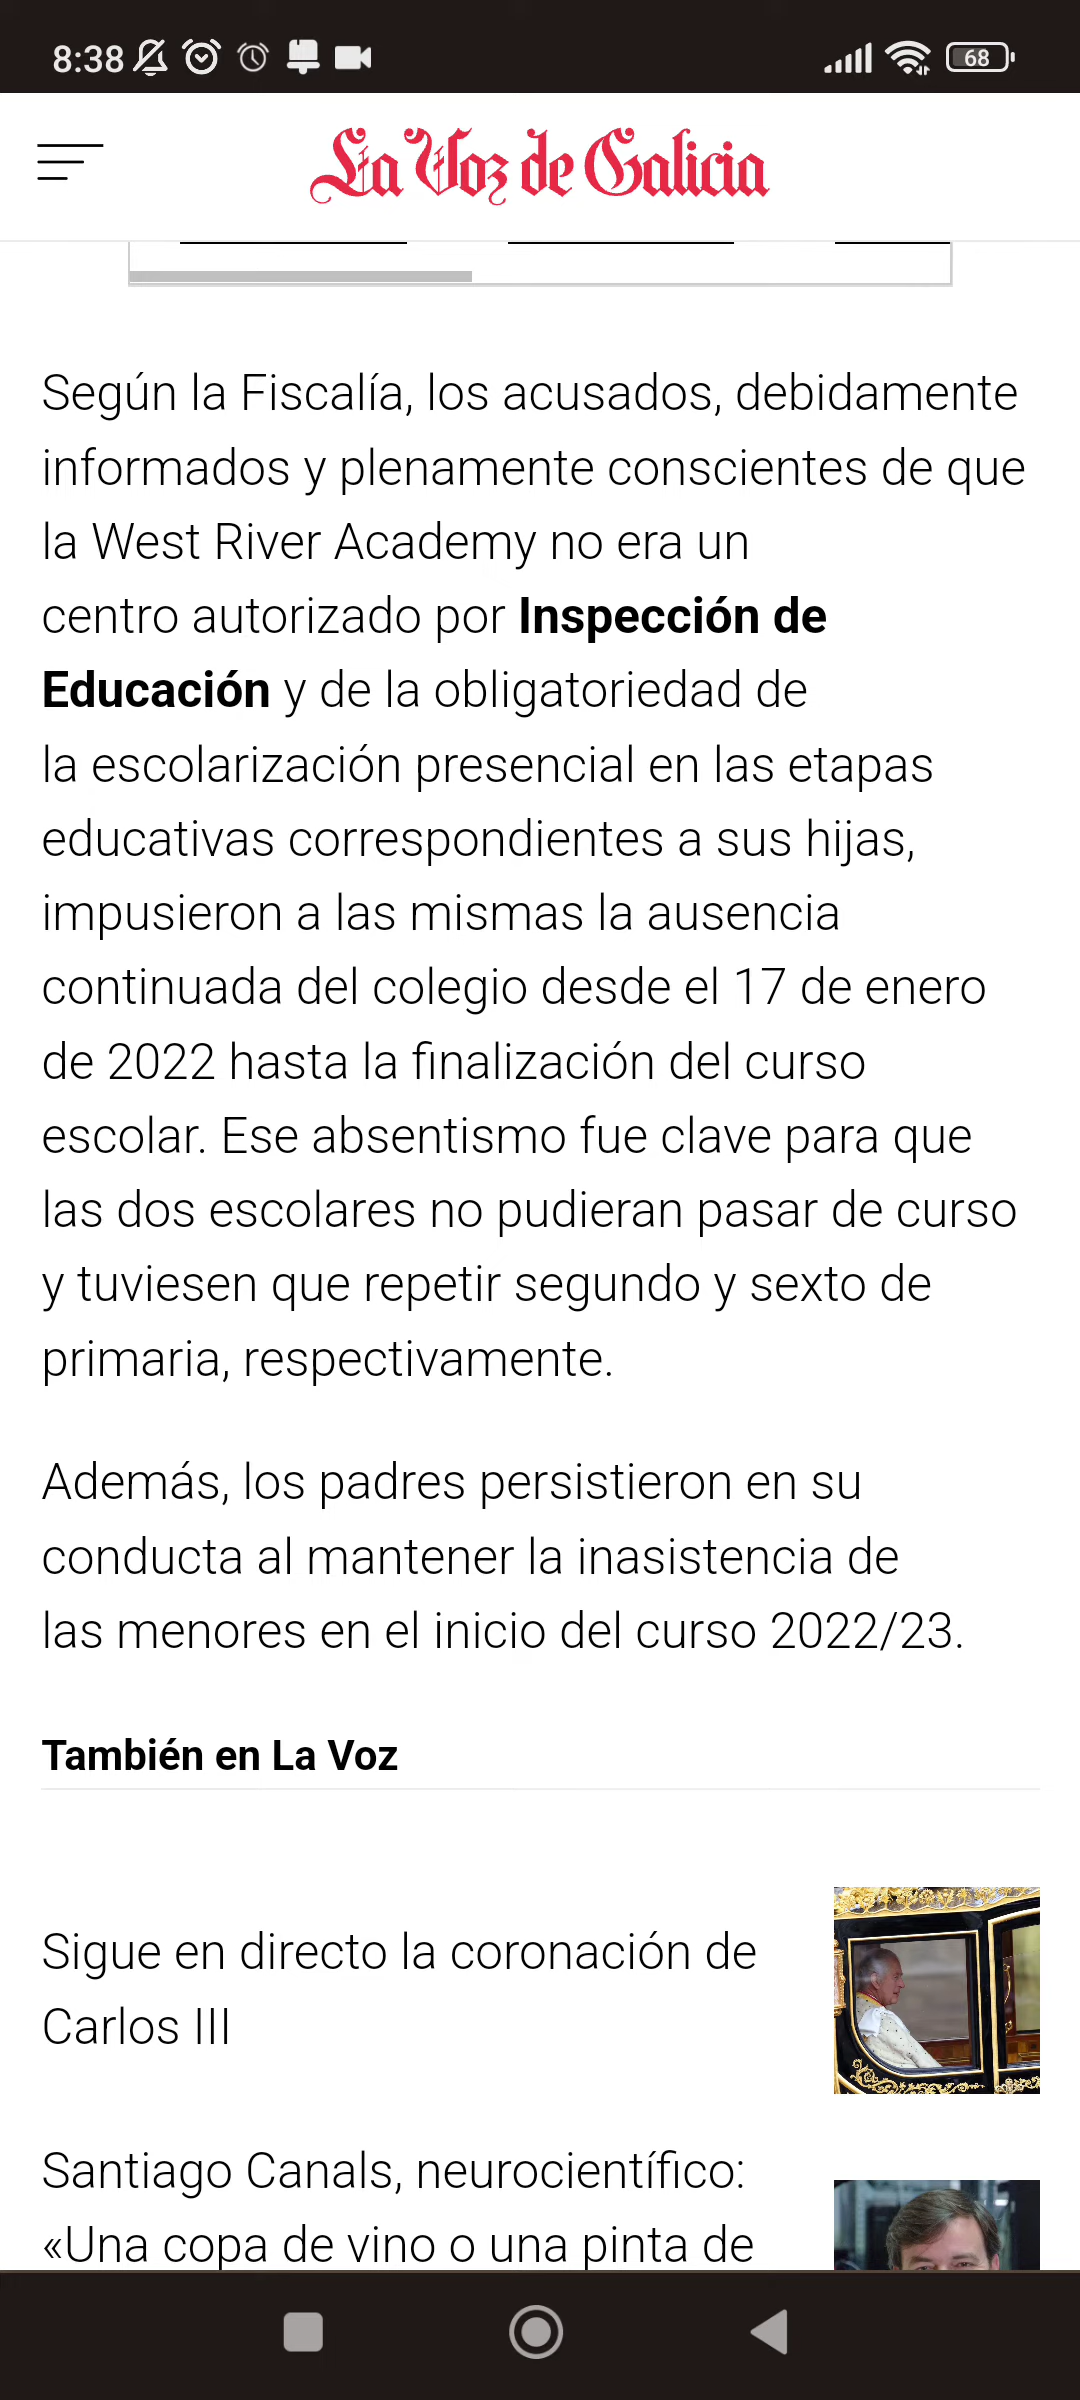 8:38
68
La Voz de Galicia
Según la Fiscalía, los acusados, debidamente
informados y plenamente conscientes de que
la West River Academy no era un
centro autorizado por Inspección de
Educación y de la obligatoriedad de
la escolarización presencial en las etapas
educativas correspondientes a sus hijas,
impusieron a las mismas la ausencia
continuada del colegio desde el 17 de enero
de 2022 hasta la finalización del curso
escolar. Ese absentismo fue clave para que
las dos escolares no pudieran pasar de curso
y tuviesen que repetir segundo y sexto de
primaria, respectivamente.
Además, los padres persistieron en su
conducta al mantener la inasistencia de
las menores en el inicio del curso 2022/23.
También en La Voz
Sigue en directo la coronación de
Carlos III
Santiago Canals, neurocientífico:
«Una copa de vino o una pinta de